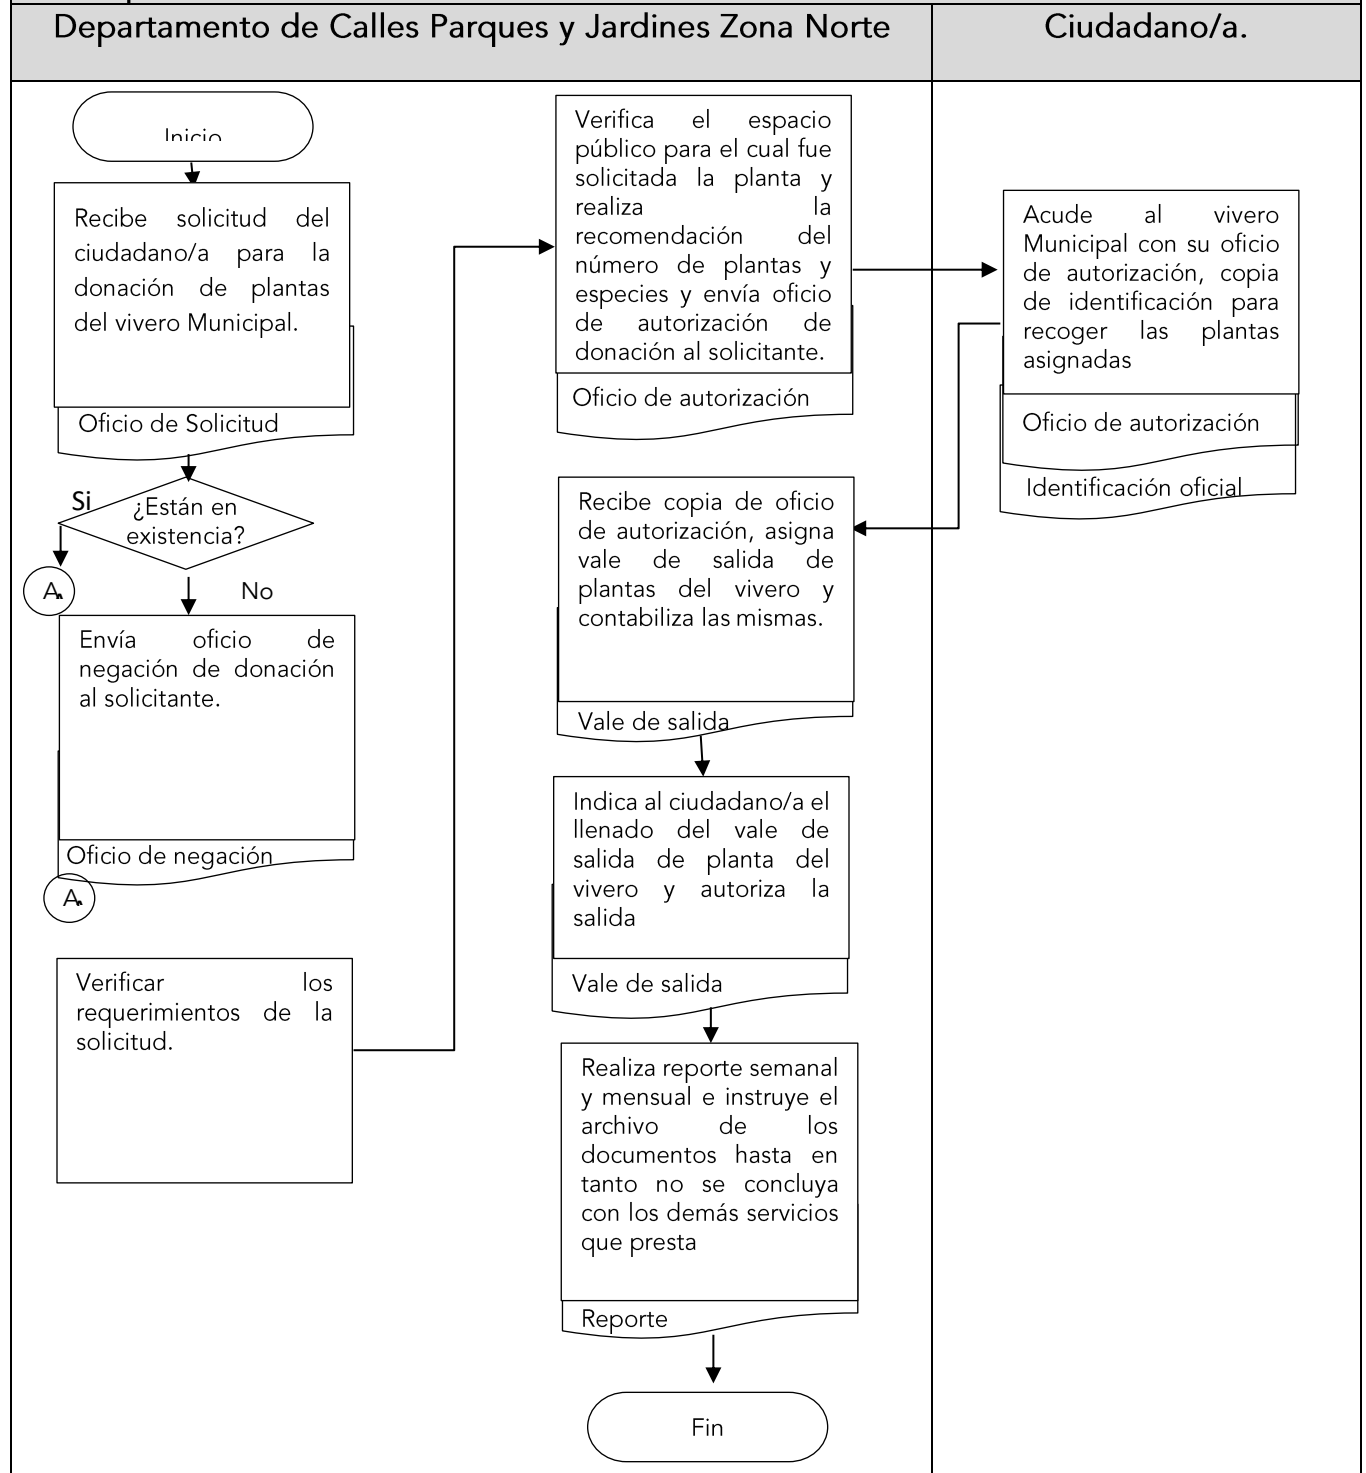 Departamento de Calles Parques y Jardines Zona Norte
Ciudadano/a.
Inicio
Recibe solicitud del
ciudadano/a para la
donación de plantas
del vivero Municipal.
Oficio de Solicitud
Si
¿Están en
existencia?
A
No
Envía oficio de
negación de donación
al solicitante.
Oficio de negación
A
Verificar los
requerimientos de la
solicitud.
Verifica el espacio
público para el cual fue
solicitada la planta y
realiza la
recomendación del
número de plantas y
especies y envía oficio
de autorización de
donación al solicitante.
Oficio de autorización
Acude al vivero
Municipal con su oficio
de autorización, copia
de identificación para
recoger las plantas
asignadas
Oficio de autorización
Identificación oficial
Recibe copia de oficio
de autorización, asigna
vale de salida de
plantas del vivero y
contabiliza las mismas.
Vale de salida
Indica al ciudadano/a el
llenado del vale de
salida de planta del
vivero y autoriza la
salida
Vale de salida
Realiza reporte semanal
y mensual e instruye el
archivo de los
documentos hasta en
tanto no se concluya
con los demás servicios
que presta
Reporte
Fin